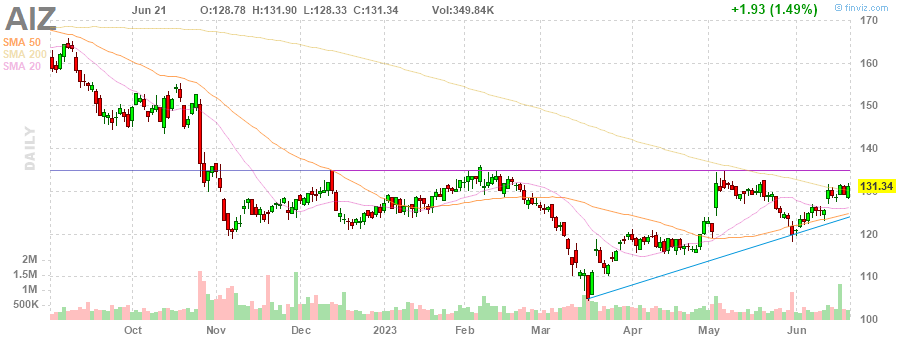 AIZ Jun 21 O:128.78 H:131.90 L:128.33 C:131.34 Vol:349.84K +1.93 (1.49%) @ finviz.com
SMA 50
SMA 200
SMA 20
170
160
150
140
131.34
120
110
100
DAILY
2M
1.5M
1M
500K
Oct Nov Dec 2023 Feb Mar Apr May Jun